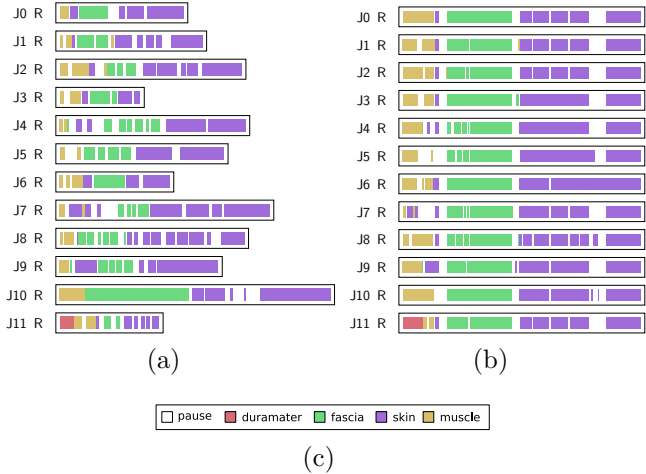 J0 R
J1 R
J2 R
J3 R
J4 R
J5 R
J6 R
J7 R
J8 R
J9 R
J10 R
J11 R
(a)
J0 R
J1 R
J2 R
J3 R
J4 R
J5 R
J6 R
J7 R
J8 R
J9 R
J10 R
J11 R
(b)
pause duramater fascia skin muscle
(c)